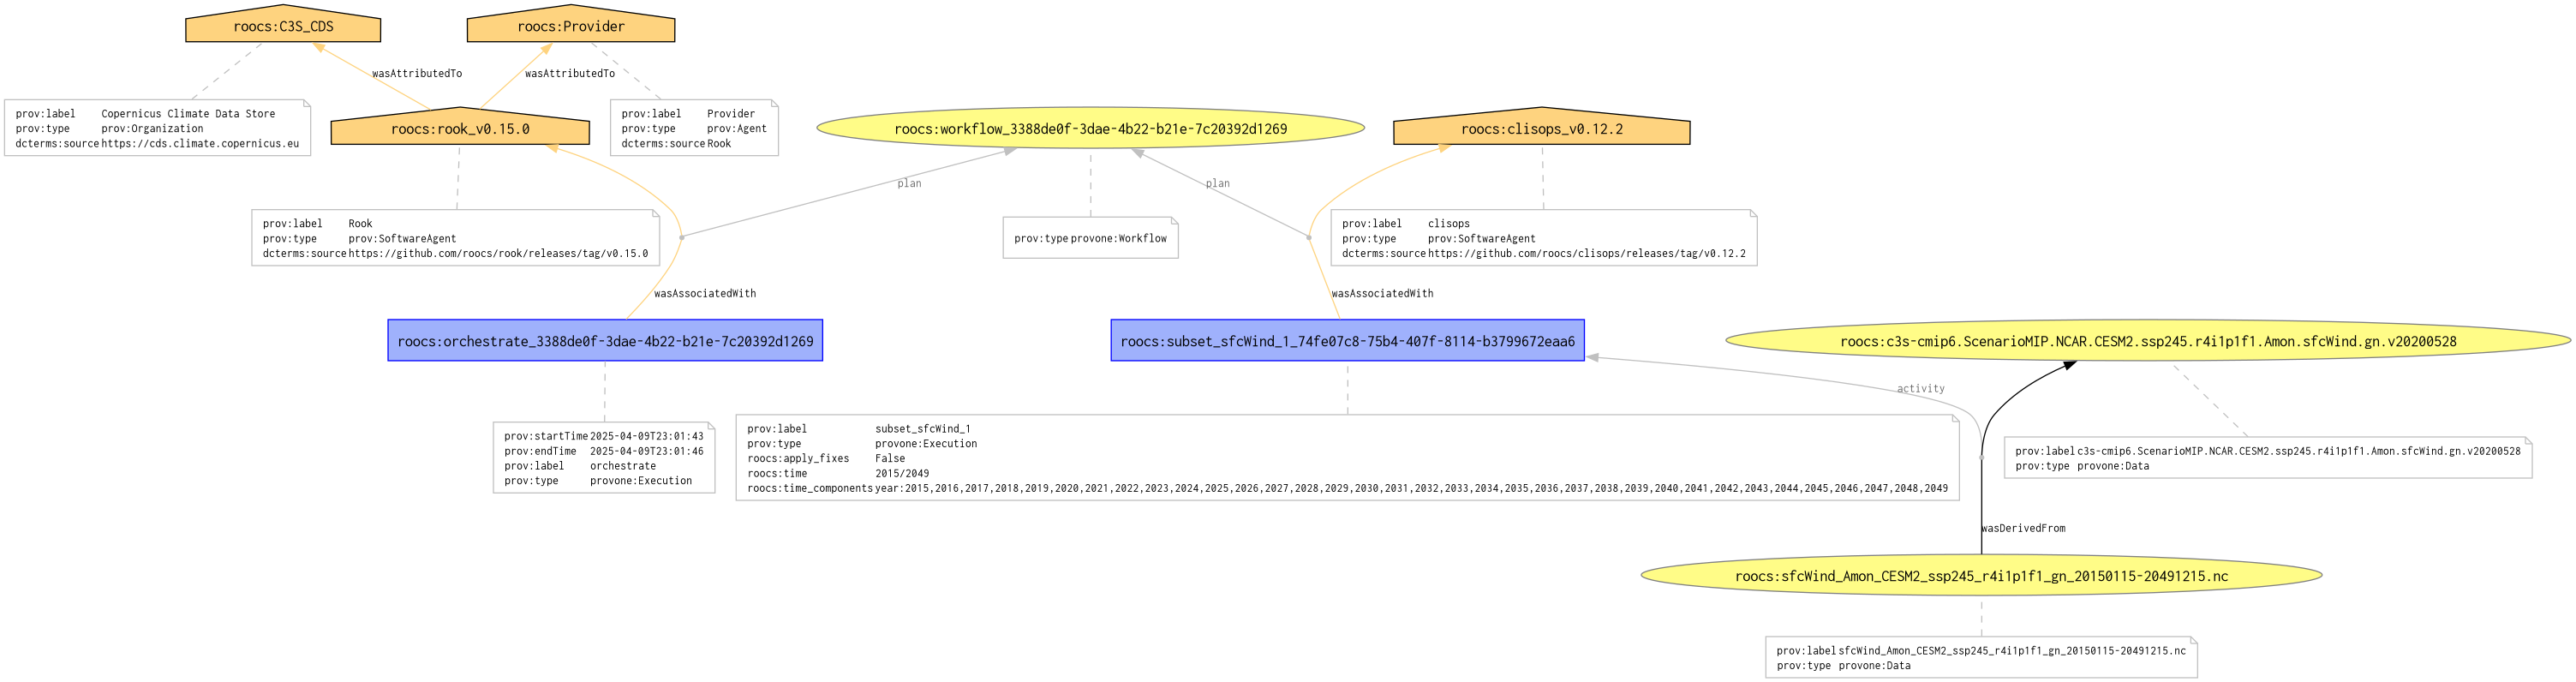 roocs:C3S_CDS
roocs:Provider
wasAttributedTo
wasAttributedTo
prov:label Copernicus Climate Data Store
prov:type prov:Organization
dcterms:source https://cds.climate.copernicus.eu
roocs:rook_v0.15.0
prov:label Provider
prov:type prov:Agent
dcterms:source Rook
roocs:workflow_3388de0f-3dae-4b22-b21e-7c20392d1269
roocs:clisops_v0.12.2
plan
plan
prov:label Rook
prov:type prov:SoftwareAgent
dcterms:source https://github.com/roocs/rook/releases/tag/v0.15.0
prov:type provone:Workflow
prov:label clisops
prov:type prov:SoftwareAgent
dcterms:source https://github.com/roocs/clisops/releases/tag/v0.12.2
wasAssociatedWith
wasAssociatedWith
roocs:orchestrate_3388de0f-3dae-4b22-b21e-7c20392d1269
roocs:subset_sfcWind_1_74fe07c8-75b4-407f-8114-b3799672eaa6
roocs:c3s-cmip6.ScenarioMIP.NCAR.CESM2.ssp245.r4i1p1f1.Amon.sfcWind.gn.v20200528
activity
prov:startTime 2025-04-09T23:01:43
prov:endTime 2025-04-09T23:01:46
prov:label orchestrate
prov:type provone:Execution
prov:label subset_sfcWind_1
prov:type provone:Execution
roocs:apply_fixes False
roocs:time 2015/2049
roocs:time_components year:2015,2016,2017,2018,2019,2020,2021,2022,2023,2024,2025,2026,2027,2028,2029,2030,2031,2032,2033,2034,2035,2036,2037,2038,2039,2040,2041,2042,2043,2044,2045,2046,2047,2048,2049
prov:label c3s-cmip6.ScenarioMIP.NCAR.CESM2.ssp245.r4i1p1f1.Amon.sfcWind.gn.v20200528
prov:type provone:Data
wasDerivedFrom
roocs:sfcWind_Amon_CESM2_ssp245_r4i1p1f1_gn_20150115-20491215.nc
prov:label sfcWind_Amon_CESM2_ssp245_r4i1p1f1_gn_20150115-20491215.nc
prov:type provone:Data